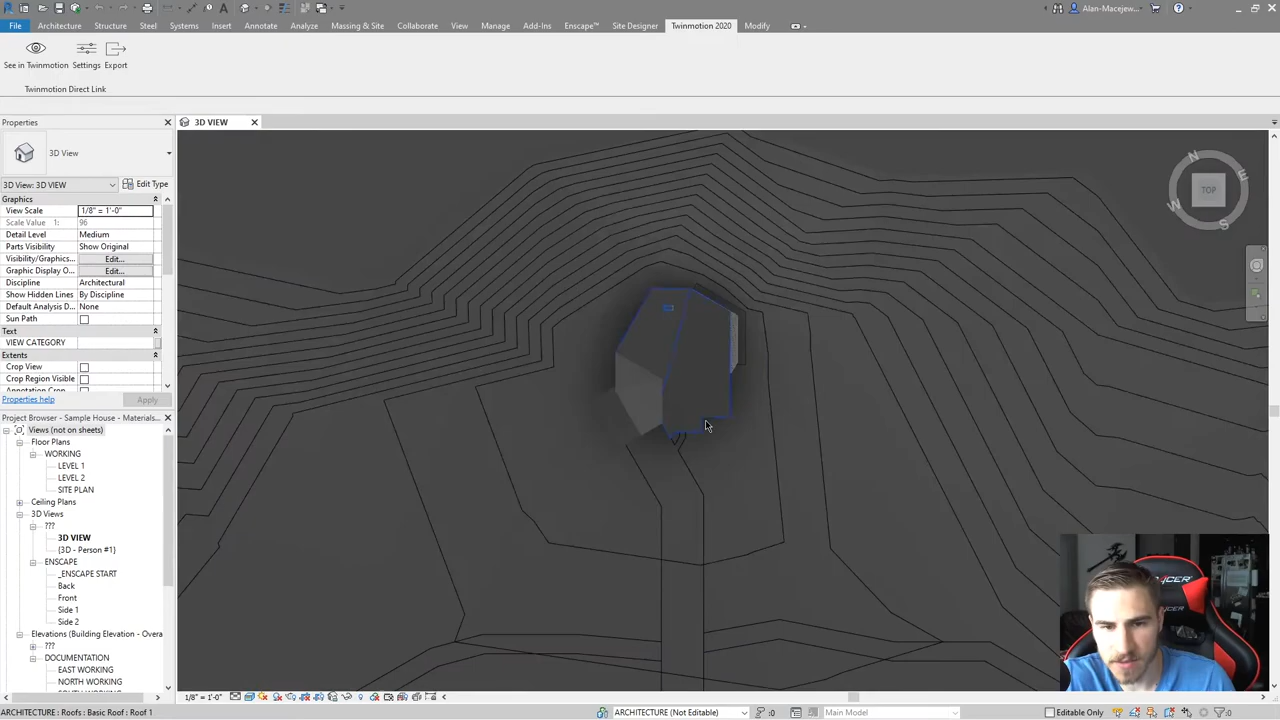 Alan-Macejew...
File Architecture Structure Steel Systems Insert Annotate Analyze Massing & Site Collaborate View Manage Add-Ins Enscape™ Site Designer Twinmotion 2020 Modify
See in Twinmotion Settings Export
Twinmotion Direct Link
Properties
3D VIEW
3D View
3D View: 3D VIEW
Edit Type
Graphics
View Scale 1/8" = 1'-0"
Scale Value 1: 96
Detail Level Medium
Parts Visibility Show Original
Visibility/Graphics... Edit...
Graphic Display O... Edit...
Discipline Architectural
Show Hidden Lines By Discipline
Default Analysis D... None
Sun Path
VIEW CATEGORY
Extents
Crop View
Crop Region Visible
Annotation Crop
Properties help Apply
Project Browser - Sample House - Materials...
Views (not on sheets)
Floor Plans
WORKING
LEVEL 1
LEVEL 2
SITE PLAN
Ceiling Plans
3D Views
???
3D VIEW
{3D - Person #1}
ENSCAPE
_ENSCAPE START
Back
Front
Side 1
Side 2
Elevations (Building Elevation - Overa
???
DOCUMENTATION
EAST WORKING
NORTH WORKING
N
E
TOP
W
S
1/8" = 1'-0"
ARCHITECTURE : Roofs : Basic Roof : Roof 1
ARCHITECTURE (Not Editable)
:0
Main Model
Editable Only
:0